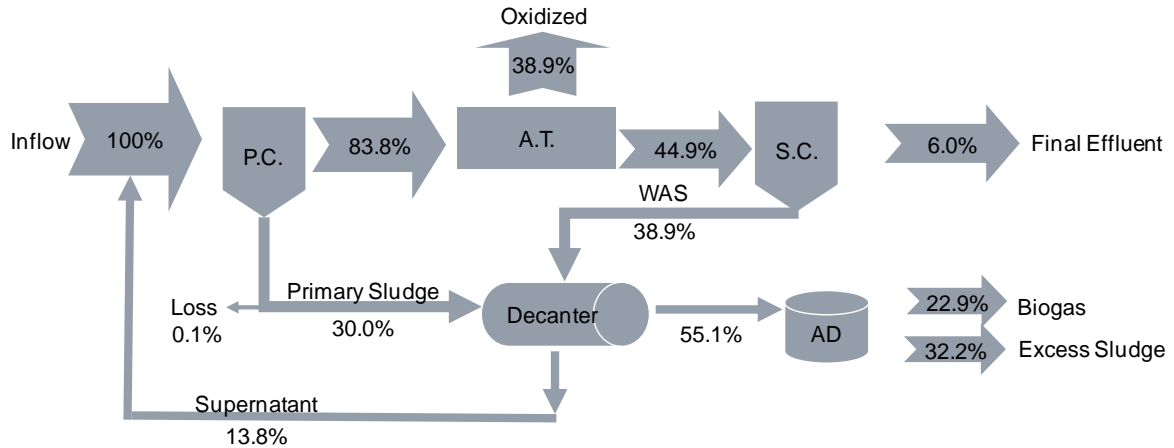 Oxidized
38.9%
Inflow
100%
P.C.
83.8%
A.T.
44.9%
S.C.
6.0%
Final Effluent
WAS
38.9%
Loss
0.1%
Primary Sludge
30.0%
Decanter
55.1%
AD
22.9%
Biogas
32.2%
Excess Sludge
Supernatant
13.8%